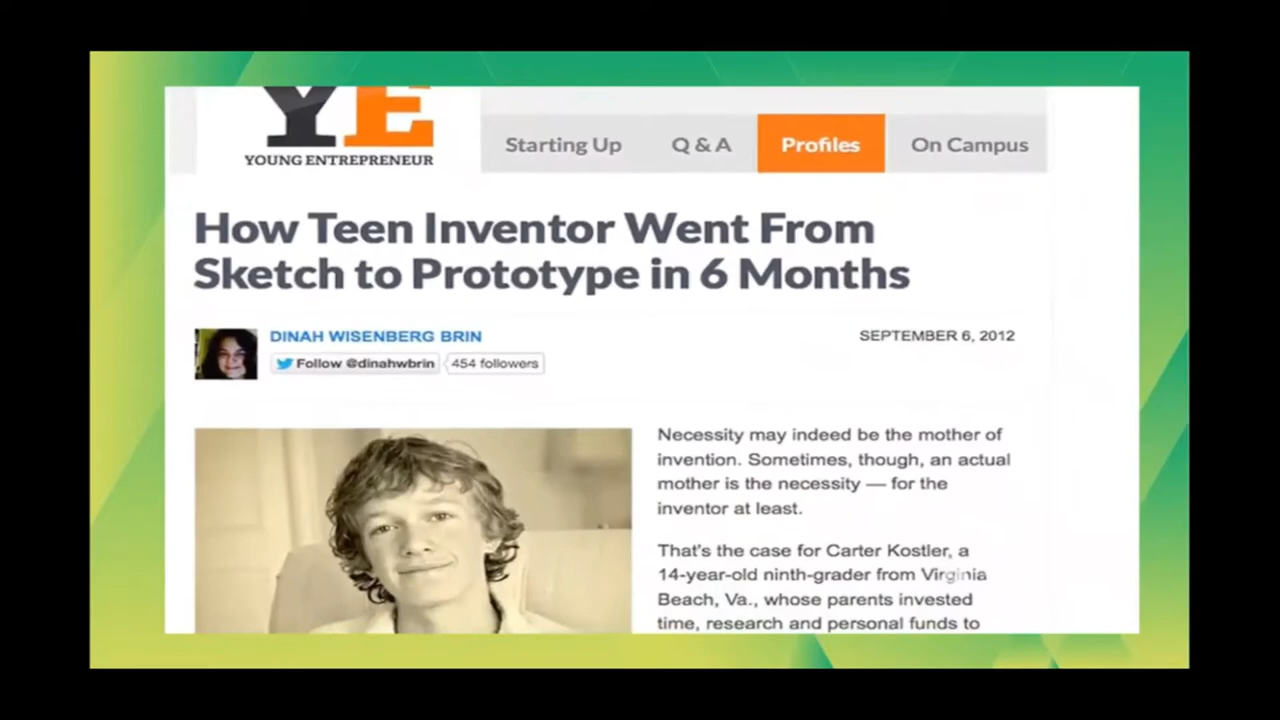 YE
YOUNG ENTREPRENEUR
Starting Up
Q & A
Profiles
On Campus
How Teen Inventor Went From
Sketch to Prototype in 6 Months
DINAH WISENBERG BRIN
SEPTEMBER 6, 2012
Follow @dinahwbrin
454 followers
Necessity may indeed be the mother of
invention. Sometimes, though, an actual
mother is the necessity — for the
inventor at least.
That's the case for Carter Kostler, a
14-year-old ninth-grader from Virginia
Beach, Va., whose parents invested
time, research and personal funds to